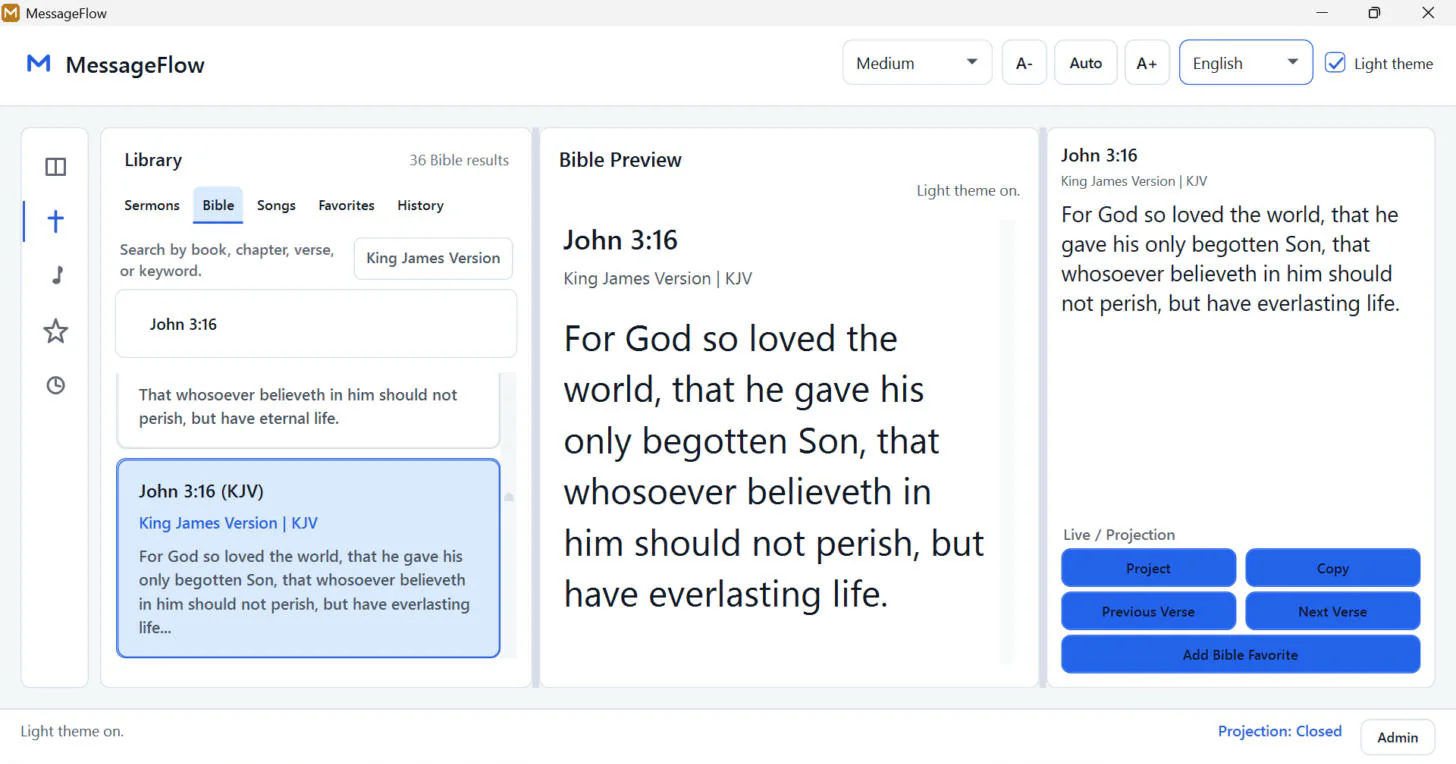 MessageFlow
MessageFlow
Medium
A-
Auto
A+
English
Light theme
Library
36 Bible results
Sermons
Bible
Songs
Favorites
History
Search by book, chapter, verse,
or keyword.
King James Version
John 3:16
That whosoever believeth in him should not
perish, but have eternal life.
John 3:16 (KJV)
King James Version | KJV
For God so loved the world, that he gave his
only begotten Son, that whosoever believeth
in him should not perish, but have everlasting
life...
Bible Preview
Light theme on.
John 3:16
King James Version | KJV
For God so loved the
world, that he gave his
only begotten Son, that
whosoever believeth in
him should not perish, but
have everlasting life.
John 3:16
King James Version | KJV
For God so loved the world, that he
gave his only begotten Son, that
whosoever believeth in him should
not perish, but have everlasting life.
Live / Projection
Project
Copy
Previous Verse
Next Verse
Add Bible Favorite
Light theme on.
Projection: Closed
Admin